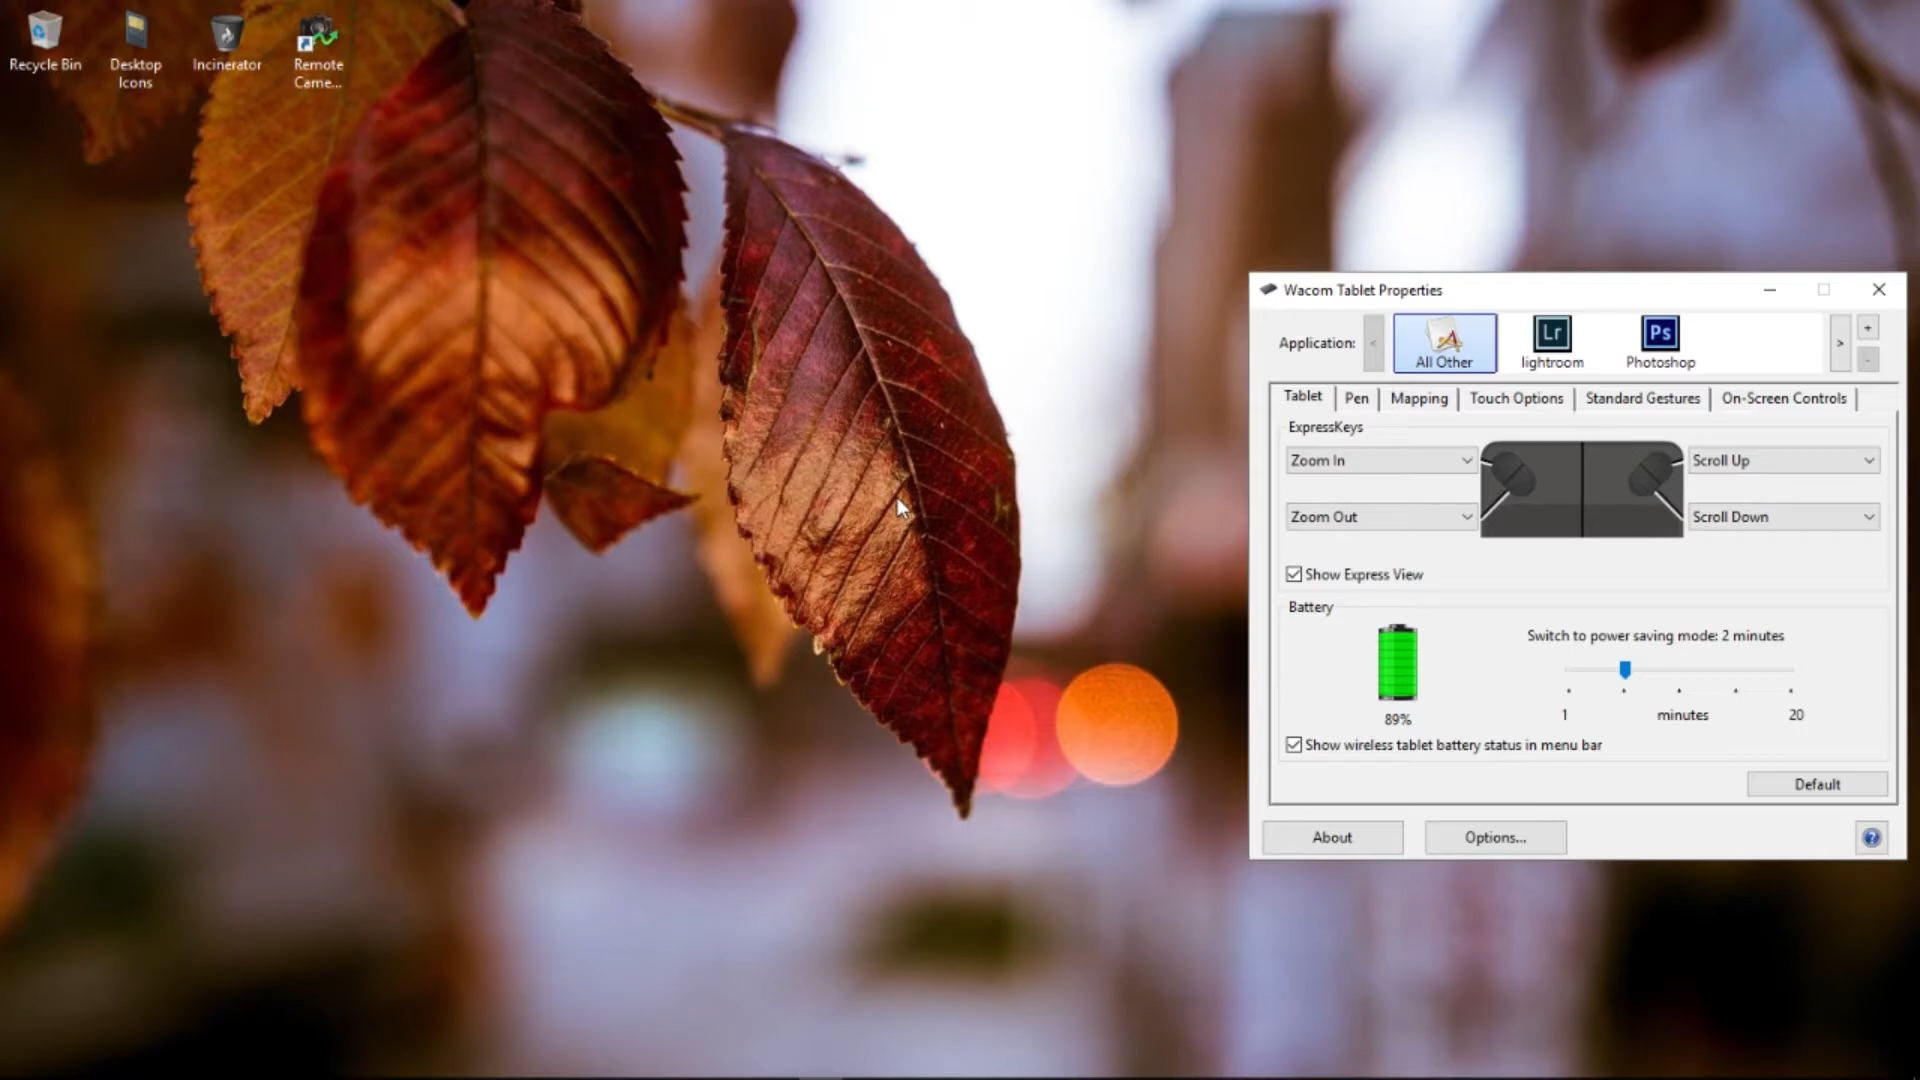 Recycle Bin
Desktop
Icons
Incinerator
Remote
Came...
Wacom Tablet Properties
Application:
<
All Other
Lr
lightroom
Ps
Photoshop
>
+
-
Tablet
Pen
Mapping
Touch Options
Standard Gestures
On-Screen Controls
ExpressKeys
Zoom In
Scroll Up
Zoom Out
Scroll Down
Show Express View
Battery
Switch to power saving mode: 2 minutes
89%
1
minutes
20
Show wireless tablet battery status in menu bar
Default
About
Options...
?